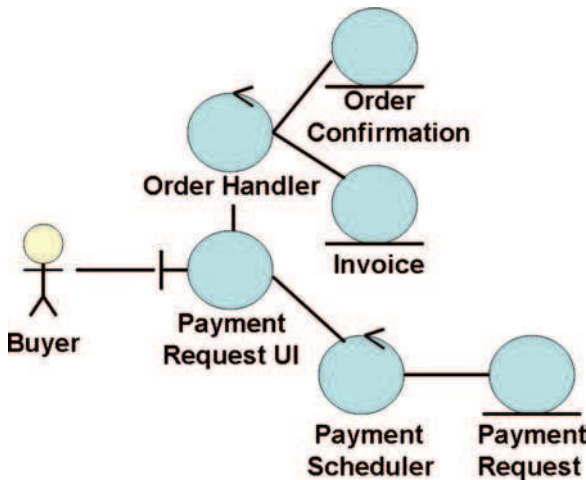 Order
Confirmation
Order Handler
Invoice
Buyer
Payment
Request UI
Payment
Scheduler
Payment
Request